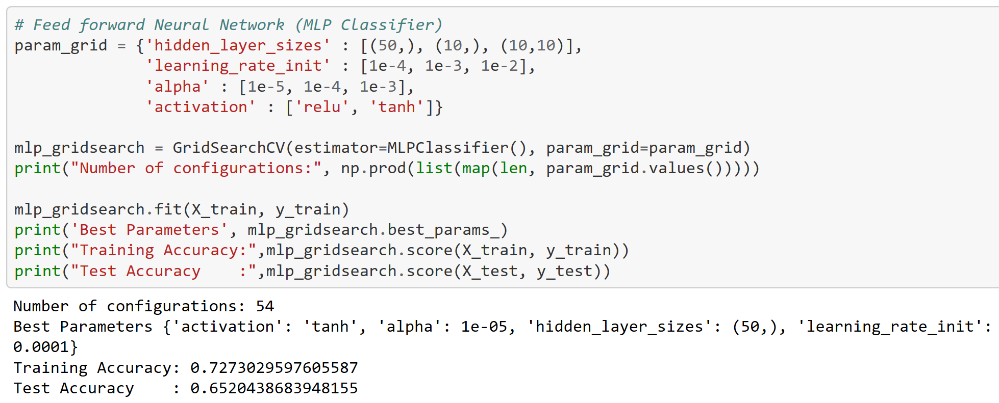 # Feed forward Neural Network (MLP Classifier)
param_grid = {'hidden_layer_sizes' : [(50,), (10,), (10,10)],
              'learning_rate_init' : [1e-4, 1e-3, 1e-2],
              'alpha' : [1e-5, 1e-4, 1e-3],
              'activation' : ['relu', 'tanh']}

mlp_gridsearch = GridSearchCV(estimator=MLPClassifier(), param_grid=param_grid)
print("Number of configurations:", np.prod(list(map(len, param_grid.values()))))

mlp_gridsearch.fit(X_train, y_train)
print('Best Parameters', mlp_gridsearch.best_params_)
print("Training Accuracy:",mlp_gridsearch.score(X_train, y_train))
print("Test Accuracy    :",mlp_gridsearch.score(X_test, y_test))
Number of configurations: 54
Best Parameters {'activation': 'tanh', 'alpha': 1e-05, 'hidden_layer_sizes': (50,), 'learning_rate_init':
0.0001}
Training Accuracy: 0.7273029597605587
Test Accuracy    : 0.6520438683948155